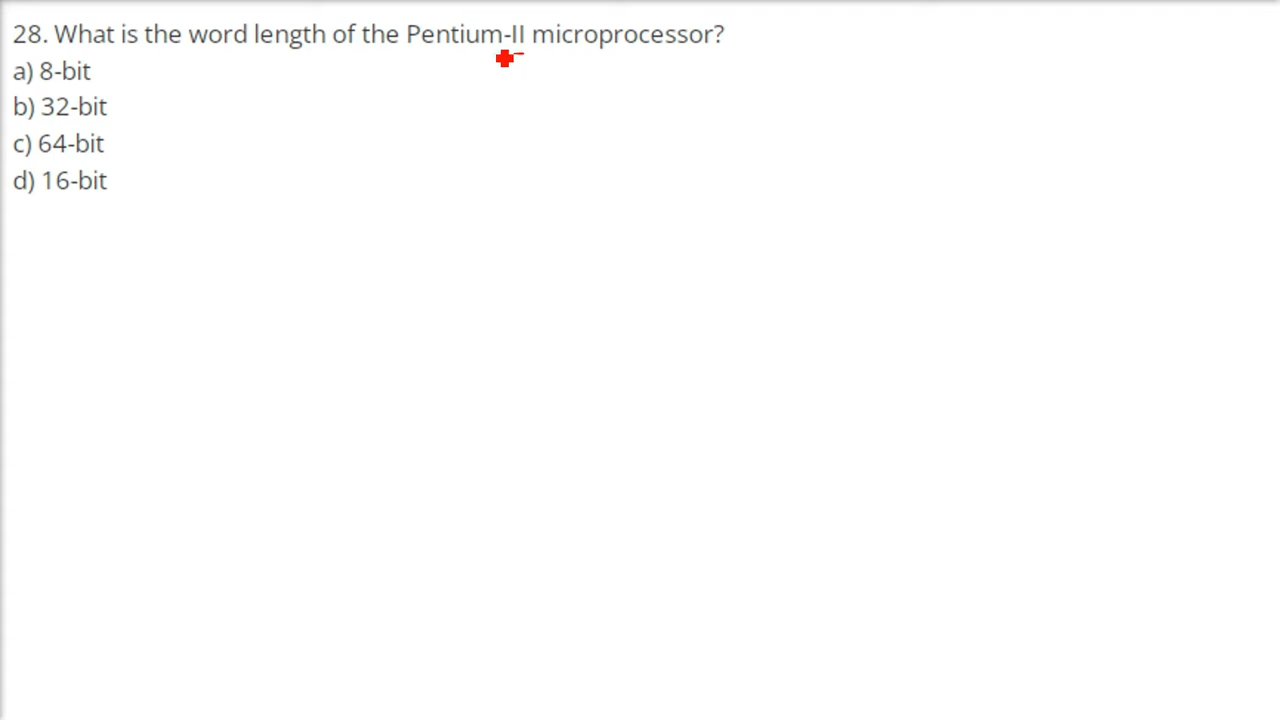 28. What is the word length of the Pentium-II microprocessor?
a) 8-bit
b) 32-bit
c) 64-bit
d) 16-bit